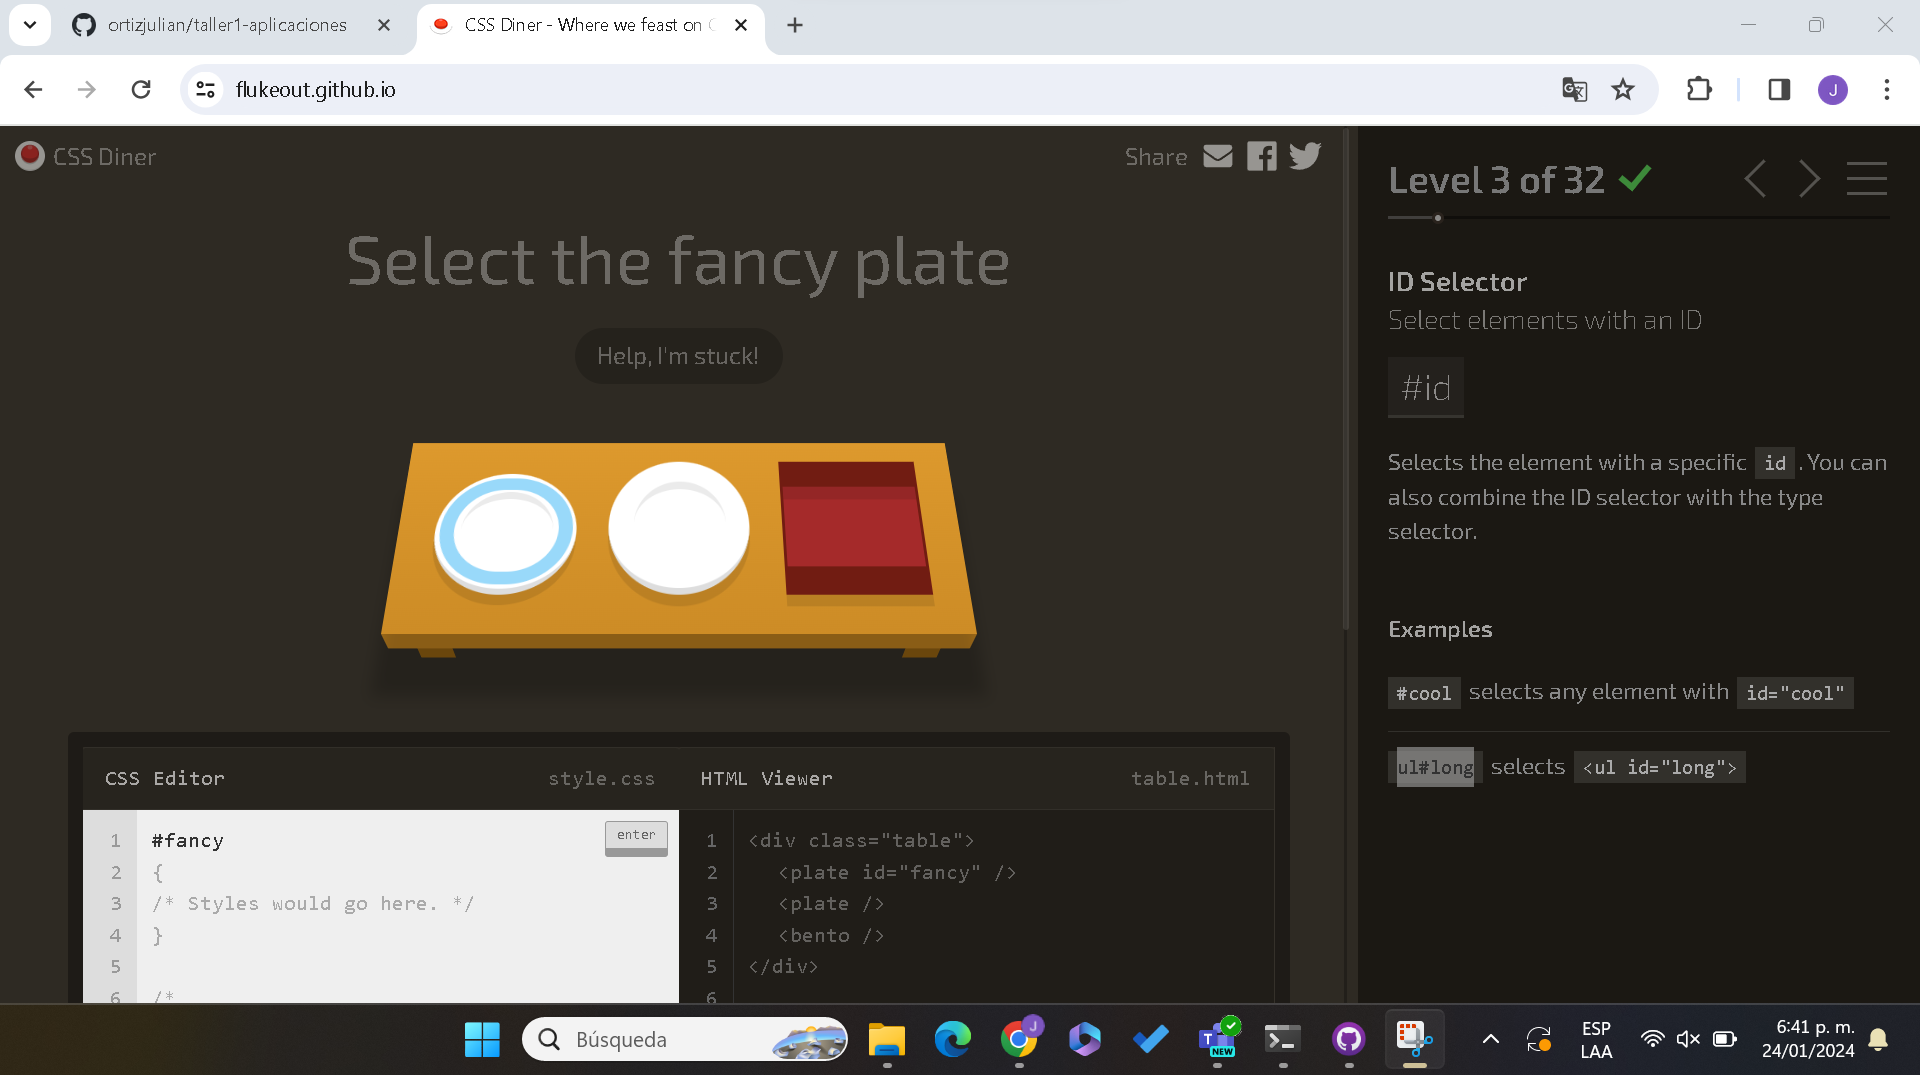 ortizjulian/taller1-aplicaciones
CSS Diner - Where we feast on
flukeout.github.io
J
CSS Diner
Share
Level 3 of 32
Select the fancy plate
Help, I'm stuck!
ID Selector
Select elements with an ID
#id
Selects the element with a specific id . You can
also combine the ID selector with the type
selector.
Examples
#cool selects any element with id="cool"
ul#long selects <ul id="long">
CSS Editor style.css
HTML Viewer table.html
1 #fancy
enter
2 {
3 /* Styles would go here. */
4 }
5
6 /*
1 <div class="table">
2 <plate id="fancy" />
3 <plate />
4 <bento />
5 </div>
6
Búsqueda
J
T
NEW
ESP
LAA
6:41 p. m.
24/01/2024